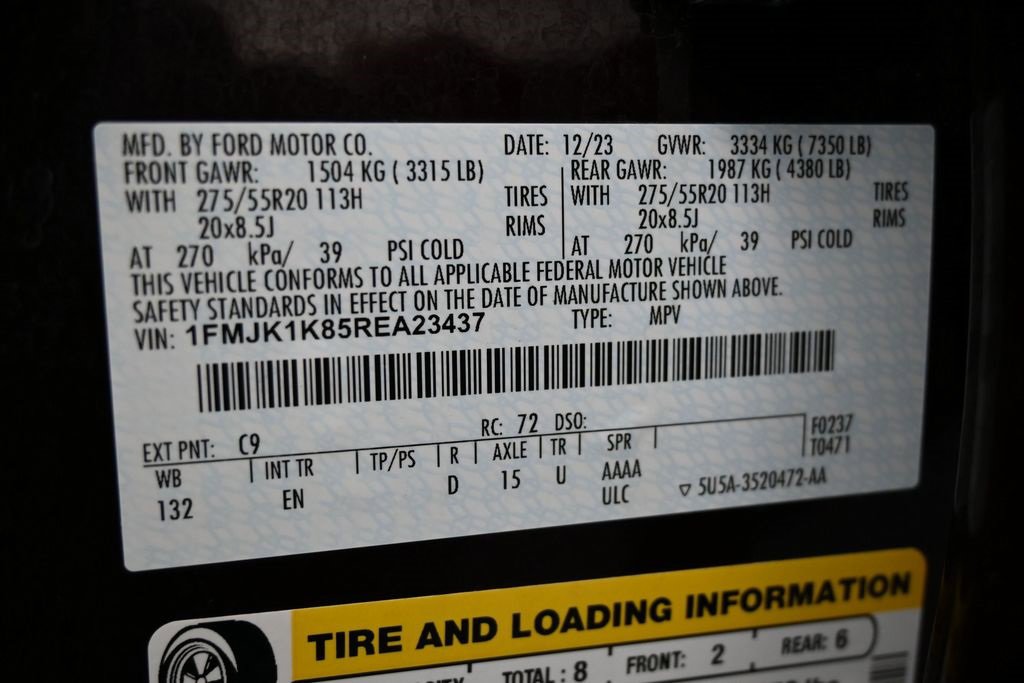 MFD. BY FORD MOTOR CO. DATE: 12/23 GVWR: 3334 KG ( 7350 LB)
FRONT GAWR: 1504 KG ( 3315 LB) REAR GAWR: 1987 KG ( 4380 LB)
WITH 275/55R20 113H TIRES WITH 275/55R20 113H TIRES
20x8.5J RIMS 20x8.5J RIMS
AT 270 kPa/ 39 PSI COLD AT 270 kPa/ 39 PSI COLD
THIS VEHICLE CONFORMS TO ALL APPLICABLE FEDERAL MOTOR VEHICLE
SAFETY STANDARDS IN EFFECT ON THE DATE OF MANUFACTURE SHOWN ABOVE.
VIN: 1FMJK1K85REA23437 TYPE: MPV
EXT PNT: C9 RC: 72 DSO: F0237
WB INT TR TP/PS R AXLE TR SPR T0471
132 EN D 15 U AAAA
ULC 5U5A-3520472-AA
TIRE AND LOADING INFORMATION
TOTAL: 8 FRONT: 2 REAR: 6